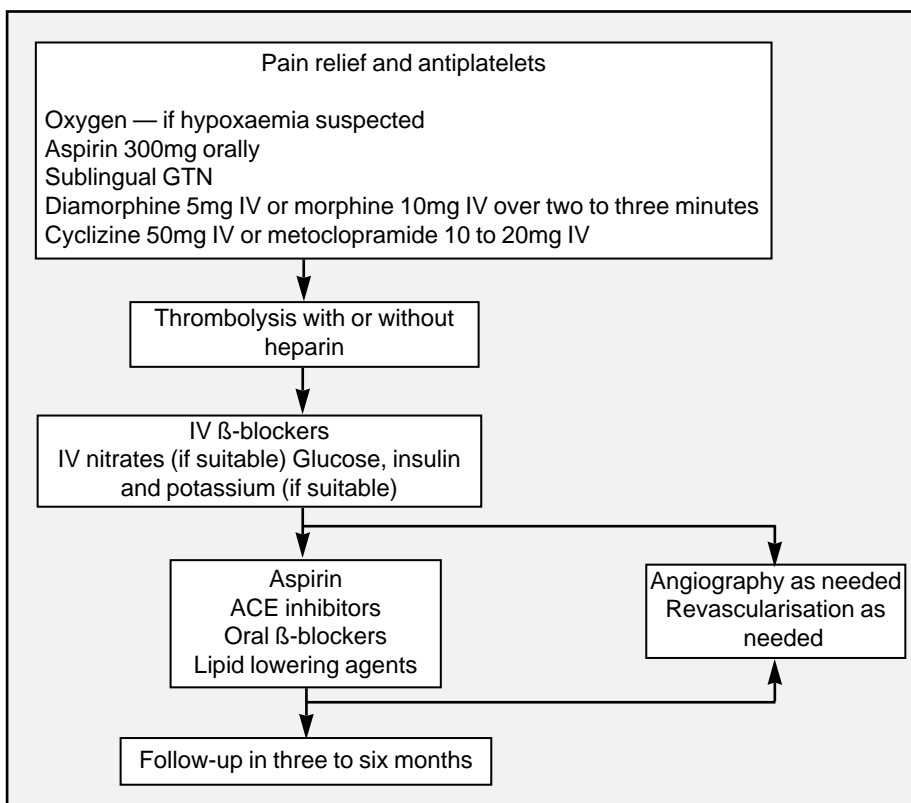 Pain relief and antiplatelets
Oxygen — if hypoxaemia suspected
Aspirin 300mg orally
Sublingual GTN
Diamorphine 5mg IV or morphine 10mg IV over two to three minutes
Cyclizine 50mg IV or metoclopramide 10 to 20mg IV
Thrombolysis with or without
heparin
IV ß-blockers
IV nitrates (if suitable) Glucose, insulin
and potassium (if suitable)
Aspirin
ACE inhibitors
Oral ß-blockers
Lipid lowering agents
Angiography as needed
Revascularisation as
needed
Follow-up in three to six months